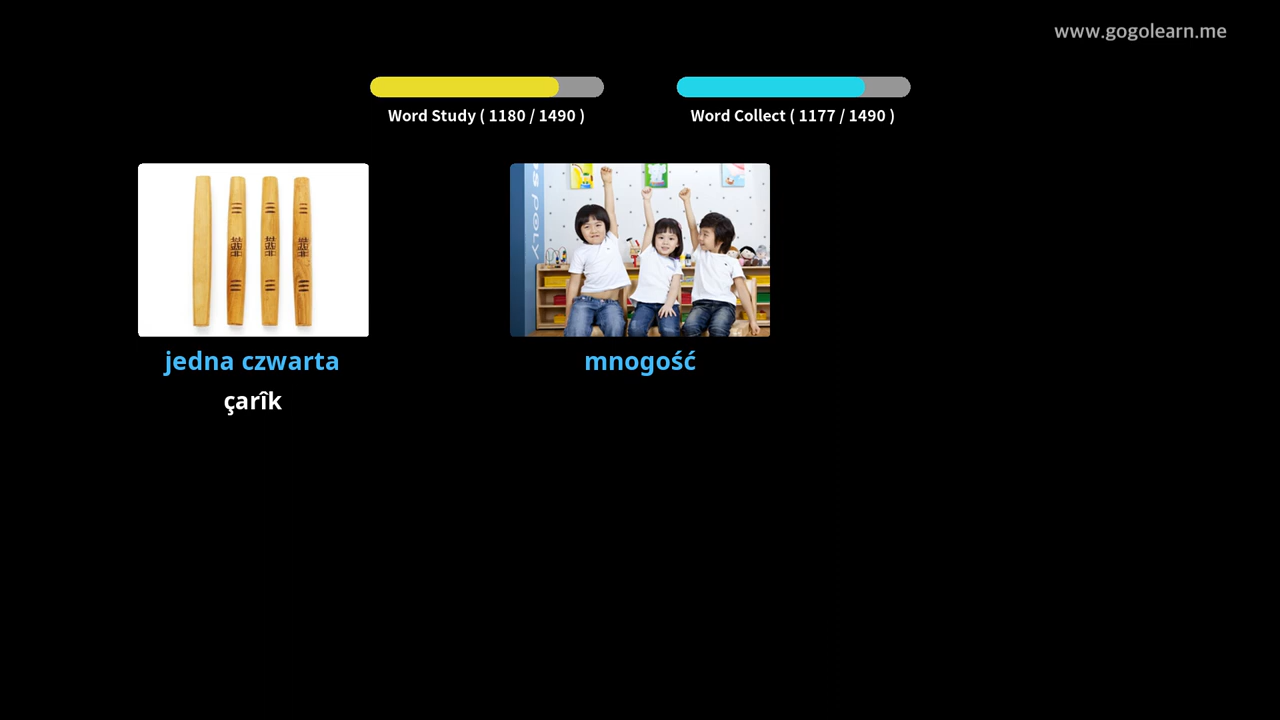 www.gogolearn.me
Word Study ( 1180 / 1490 )
Word Collect ( 1177 / 1490 )
jedna czwarta
çarîk
mnogość